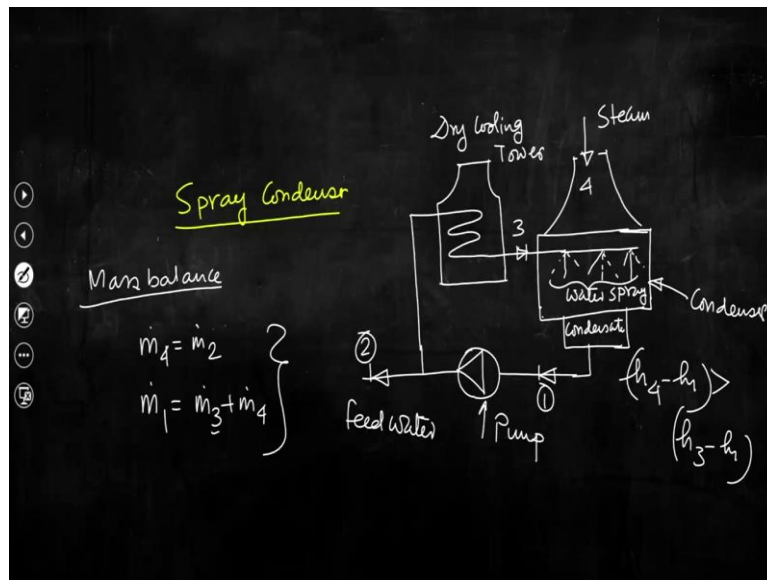 Spray Condenser
Mass balance
ṁ4 = ṁ2
ṁ1 = ṁ3 + ṁ4
Dry Cooling
Tower
Steam
4
3
water spray
Condenser
Condensate
②
①
feed water
Pump
(h4 - h1) >
(h3 - h1)